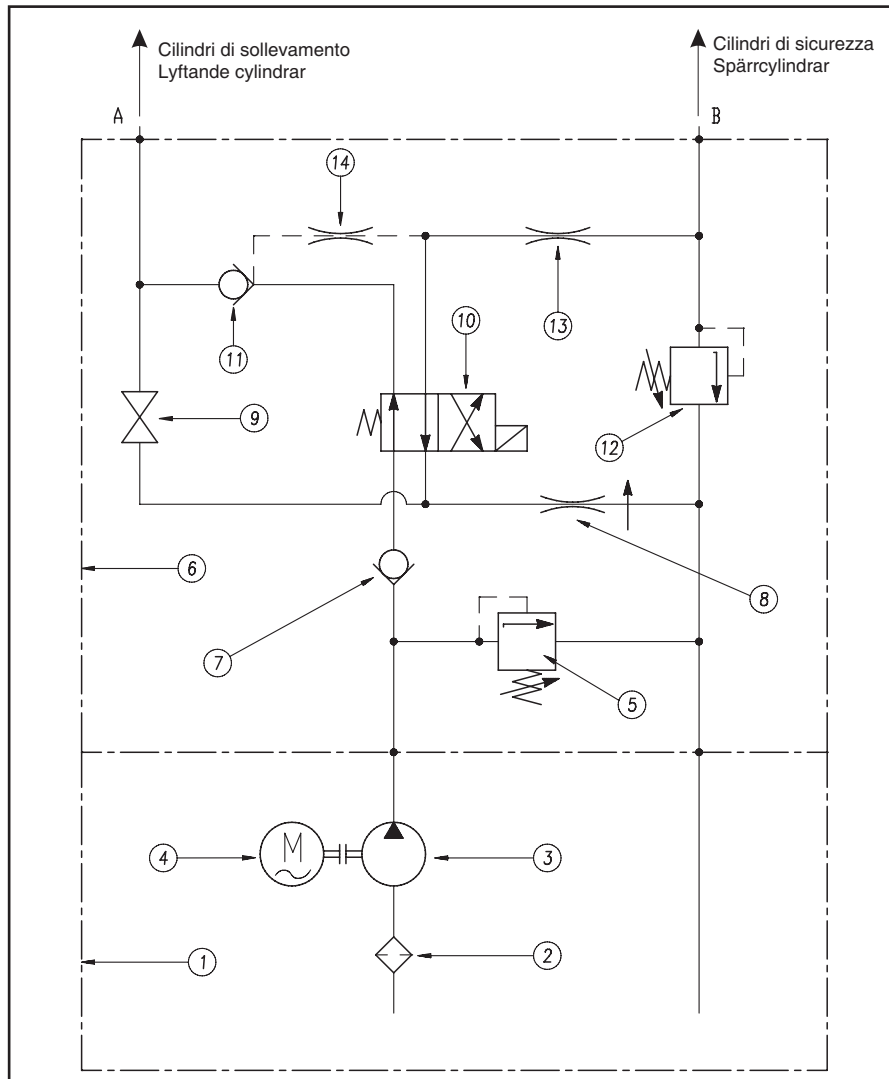 Cilindri di sollevamento
Lyftande cylindrar
Cilindri di sicurezza
Spärrcylindrar
A
B
14
13
11
10
12
9
6
8
7
5
4
M
3
2
1